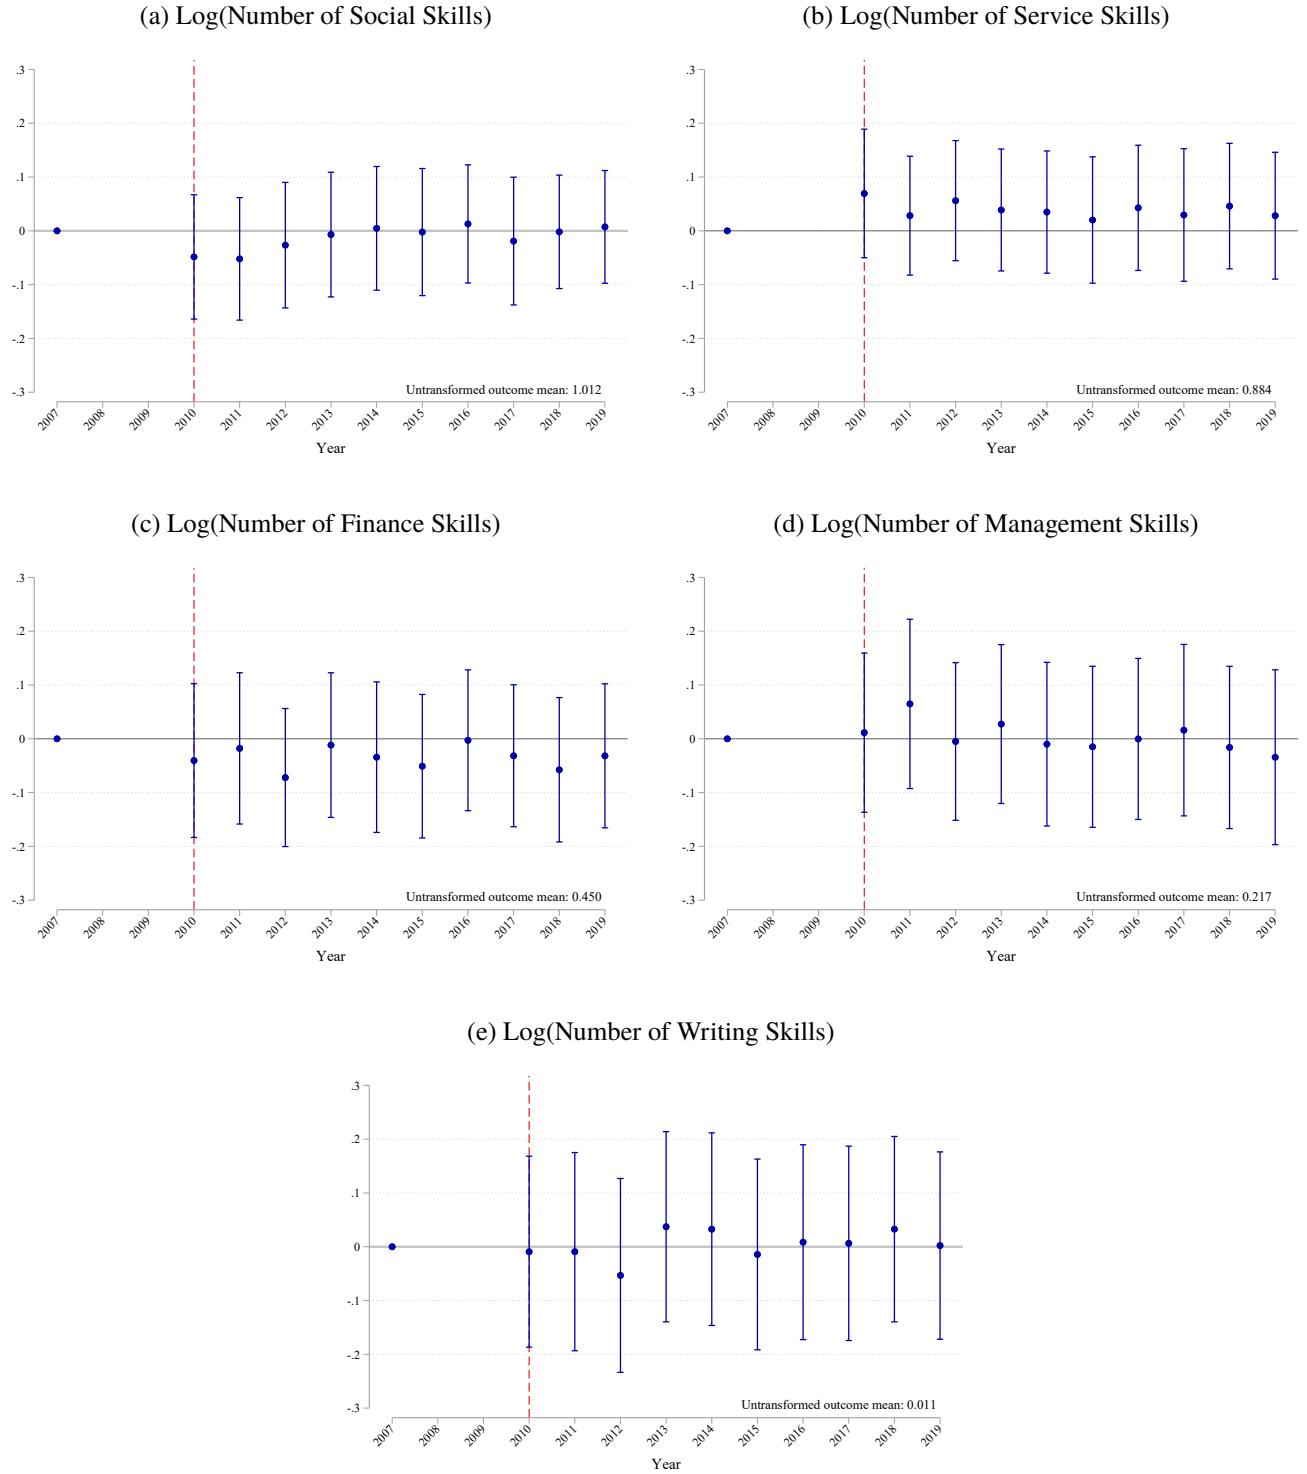 (a) Log(Number of Social Skills)
.3
.2
.1
0
-.1
-.2
-.3
Untransformed outcome mean: 1.012
2007 2008 2009 2010 2011 2012 2013 2014 2015 2016 2017 2018 2019
Year
(b) Log(Number of Service Skills)
.3
.2
.1
0
-.1
-.2
-.3
Untransformed outcome mean: 0.884
2007 2008 2009 2010 2011 2012 2013 2014 2015 2016 2017 2018 2019
Year
(c) Log(Number of Finance Skills)
.3
.2
.1
0
-.1
-.2
-.3
Untransformed outcome mean: 0.450
2007 2008 2009 2010 2011 2012 2013 2014 2015 2016 2017 2018 2019
Year
(d) Log(Number of Management Skills)
.3
.2
.1
0
-.1
-.2
-.3
Untransformed outcome mean: 0.217
2007 2008 2009 2010 2011 2012 2013 2014 2015 2016 2017 2018 2019
Year
(e) Log(Number of Writing Skills)
.3
.2
.1
0
-.1
-.2
-.3
Untransformed outcome mean: 0.011
2007 2008 2009 2010 2011 2012 2013 2014 2015 2016 2017 2018 2019
Year